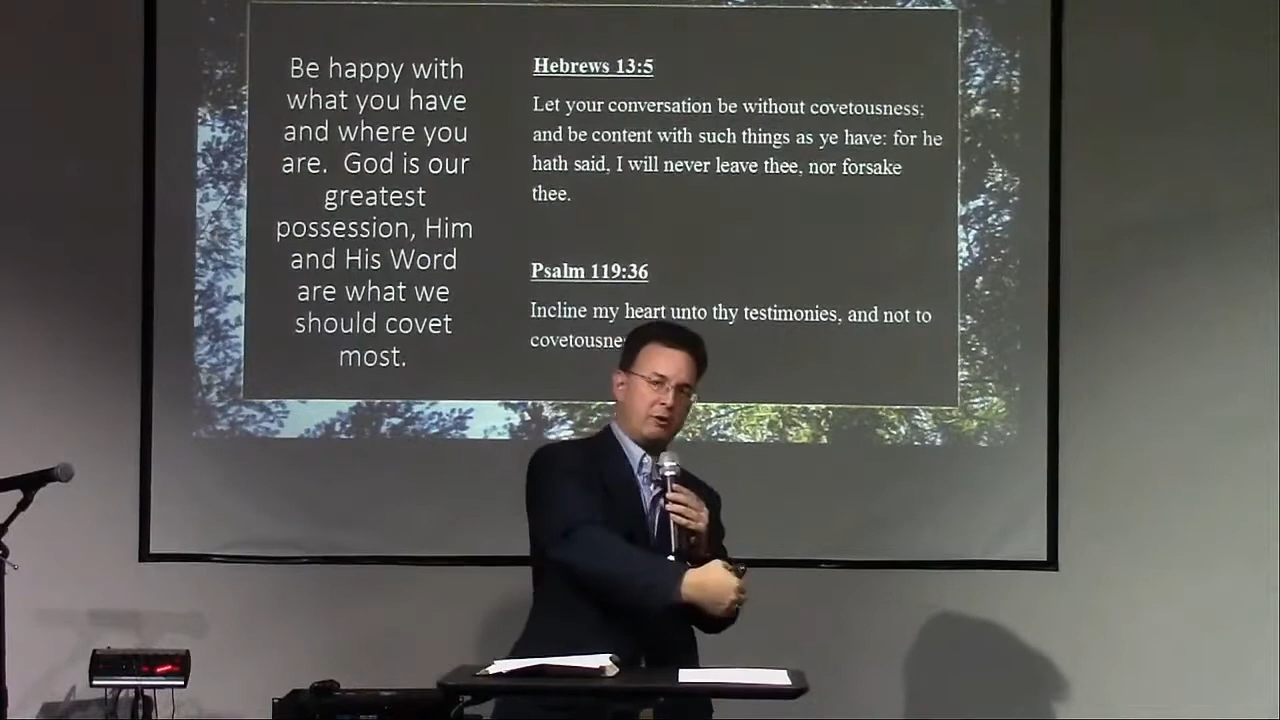 Be happy with
what you have
and where you
are.  God is our
greatest
possession, Him
and His Word
are what we
should covet
most.
Hebrews 13:5
Let your conversation be without covetousness;
and be content with such things as ye have: for he
hath said, I will never leave thee, nor forsake
thee.
Psalm 119:36
Incline my heart unto thy testimonies, and not to
covetousne